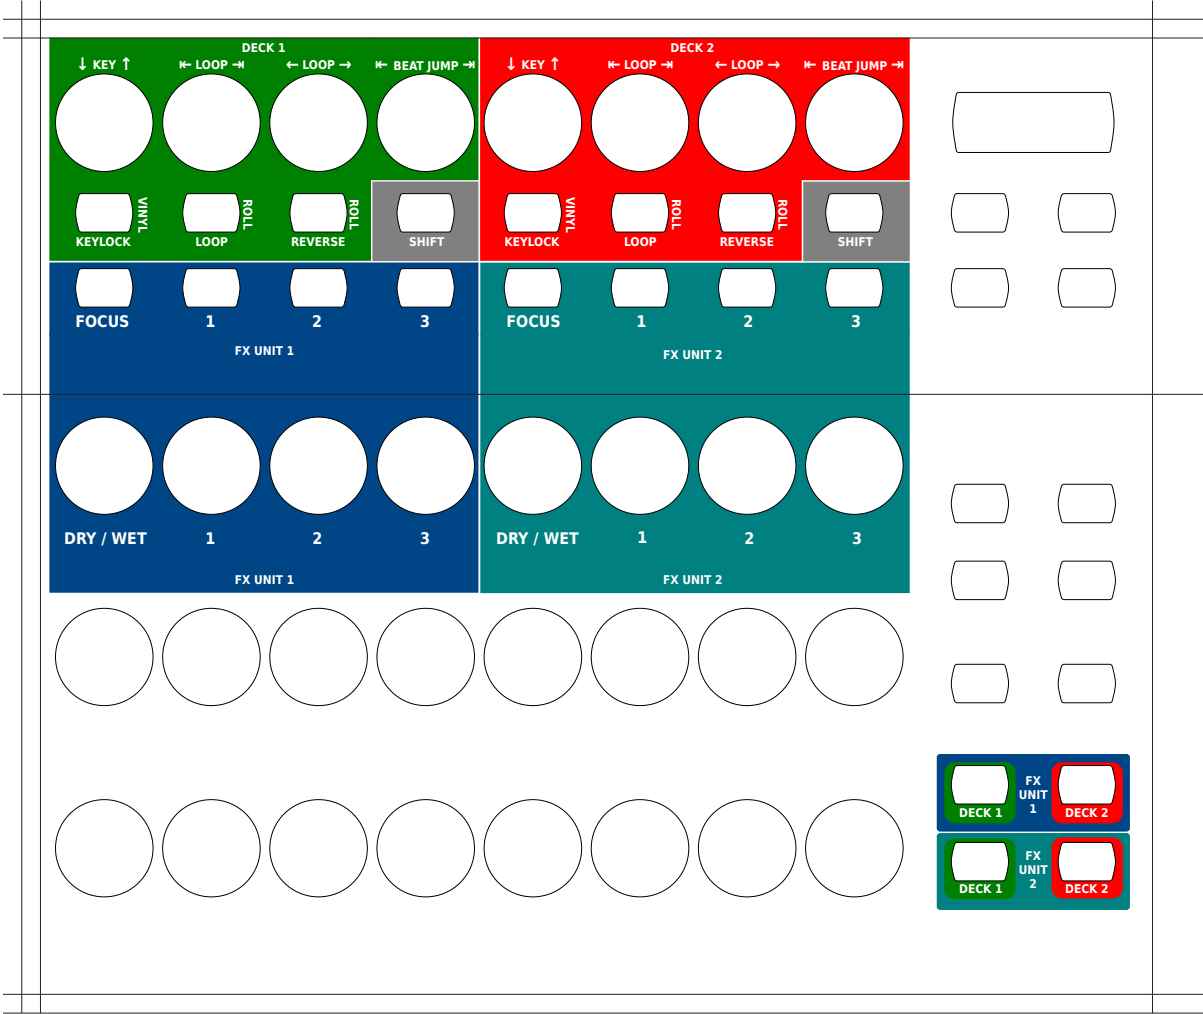 DECK 1
DECK 2
↓ KEY ↑ ⇤ LOOP ⇥ ← LOOP → ⇤ BEAT JUMP ⇥
↓ KEY ↑ ⇤ LOOP ⇥ ← LOOP → ⇤ BEAT JUMP ⇥
VINYL ROLL ROLL
VINYL ROLL ROLL
KEYLOCK LOOP REVERSE SHIFT
KEYLOCK LOOP REVERSE SHIFT
FOCUS 1 2 3
FOCUS 1 2 3
FX UNIT 1
FX UNIT 2
DRY / WET 1 2 3
DRY / WET 1 2 3
FX UNIT 1
FX UNIT 2
FX
UNIT
1
DECK 1
DECK 2
FX
UNIT
2
DECK 1
DECK 2